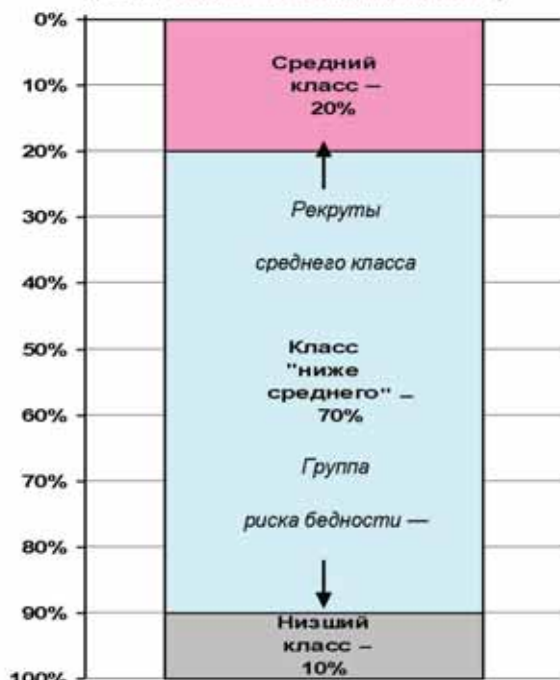 0%
Средний
класс –
20%
10%
20%
Рекруты
30%
среднего класса
40%
Класс
"ниже
среднего" –
70%
50%
60%
Группа
70%
риска бедности —
80%
90%
Низший
класс –
10%
100%